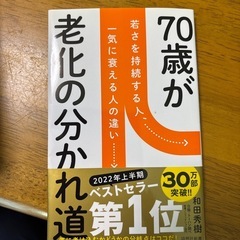 70歳が
老化の分かれ道
若さを持続する人、
一気に衰える人の違い……
2022年上半期
ベストセラー
第1位
30万部
突破!!
和田秀樹